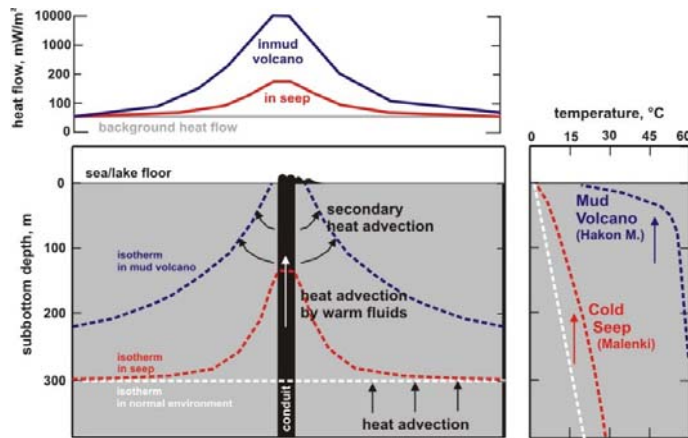 heat flow, mW/m²
10000
1000
200
100
0
inmud
volcano
in seep
background heat flow
sea/lake floor
subbottom depth, m
0
100
200
300
secondary
heat advection
isotherm
in mud volcano
heat advection
by warm fluids
isotherm
in seep
isotherm
in normal environment
conduit
heat advection
temperature, °C
0
15
45
60
Mud
Volcano
(Hakon M.)
Cold
Seep
(Malenki)